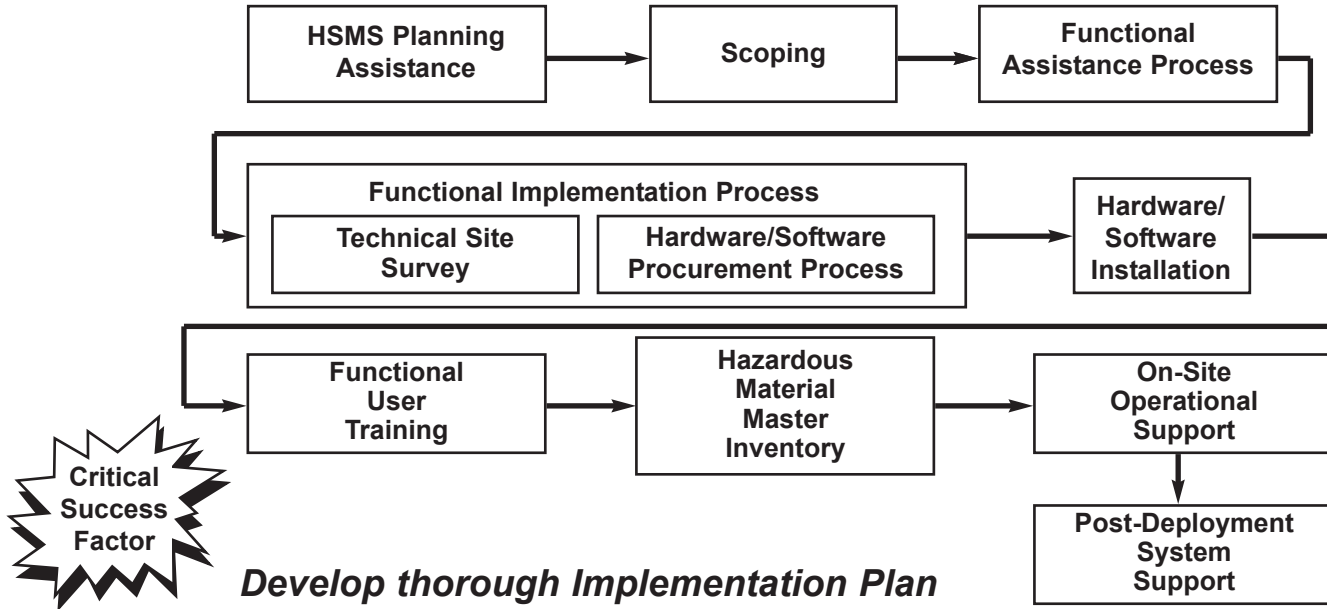 HSMS Planning
Assistance
Scoping
Functional
Assistance Process
Functional Implementation Process
Technical Site
Survey
Hardware/Software
Procurement Process
Hardware/
Software
Installation
Functional
User
Training
Hazardous
Material
Master
Inventory
On-Site
Operational
Support
Post-Deployment
System
Support
Critical
Success
Factor
Develop thorough Implementation Plan